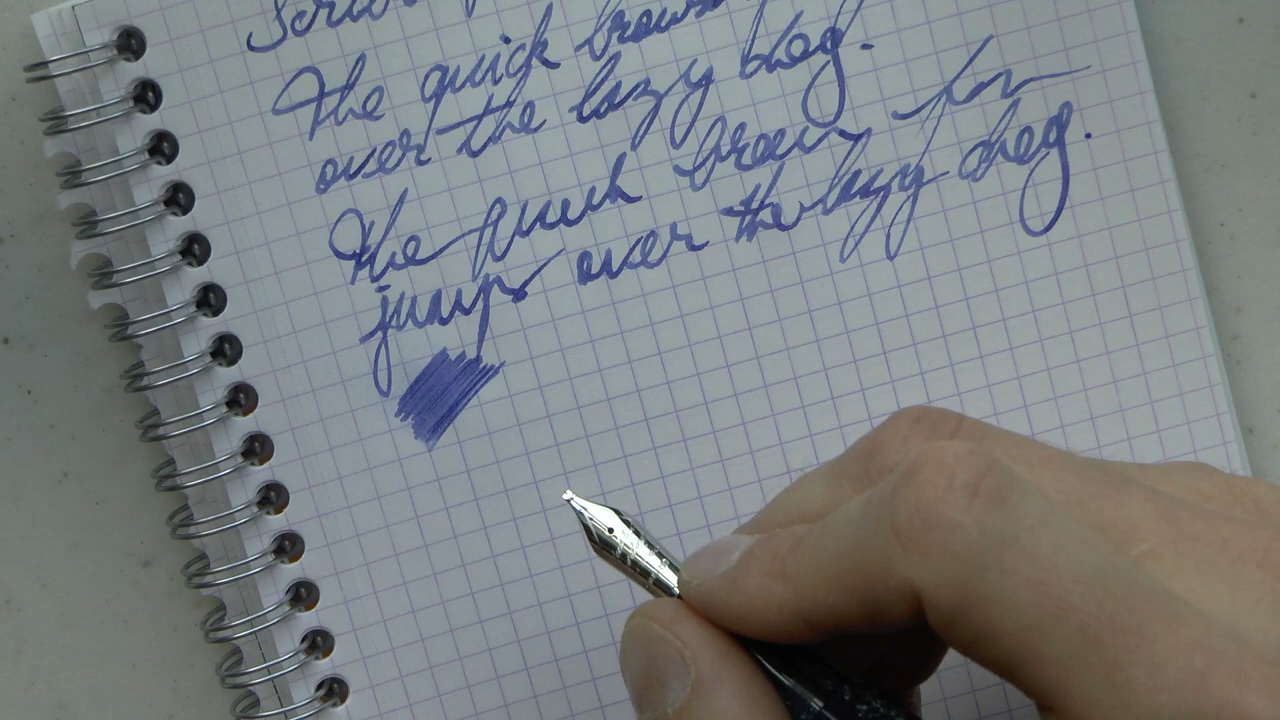 The quick brown
over the lazy dog.
The quick brown fox
jumps over the lazy dog.